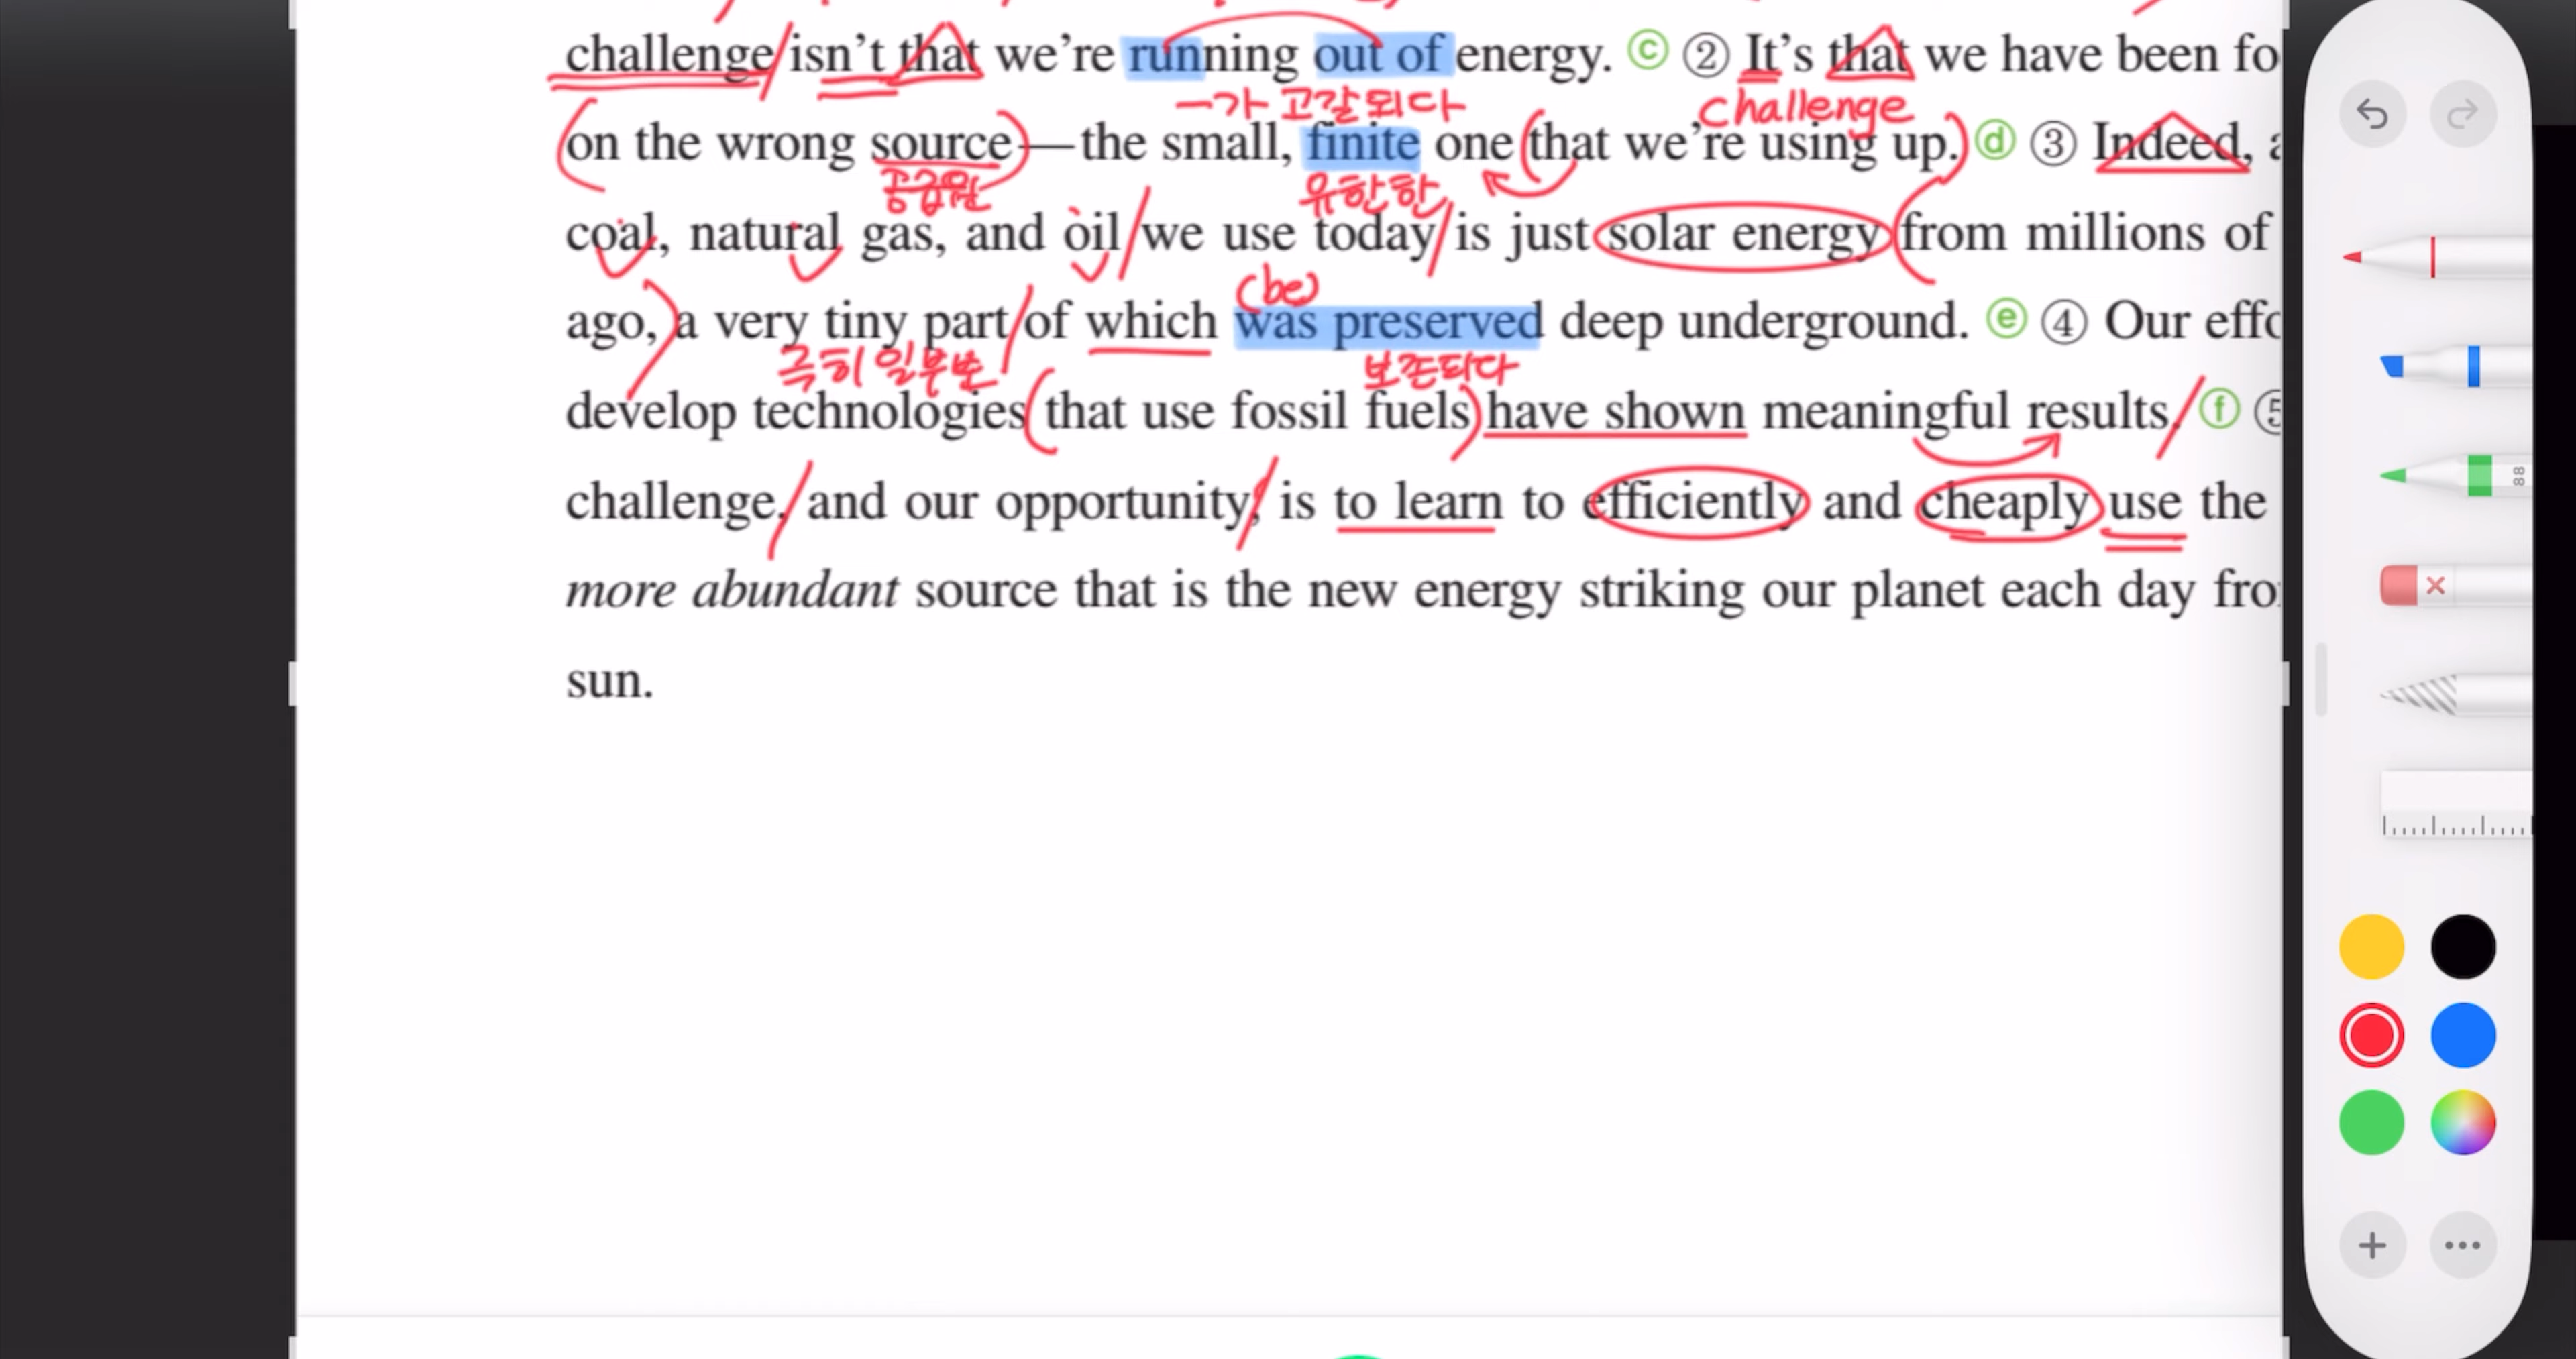 challenge isn't that we're running out of energy. ⓒ ② It's that we have been fo
ㅡ가 고갈되다 challenge
on the wrong source—the small, finite one that we're using up. ⓓ ③ Indeed, a
공급원 유한한
coal, natural gas, and oil we use today is just solar energy from millions of
(be)
ago, a very tiny part of which was preserved deep underground. ⓔ ④ Our effo
극히 일부분 보존되다
develop technologies that use fossil fuels have shown meaningful results. ⓕ ⑤
challenge, and our opportunity, is to learn to efficiently and cheaply use the
more abundant source that is the new energy striking our planet each day fro
sun.
88